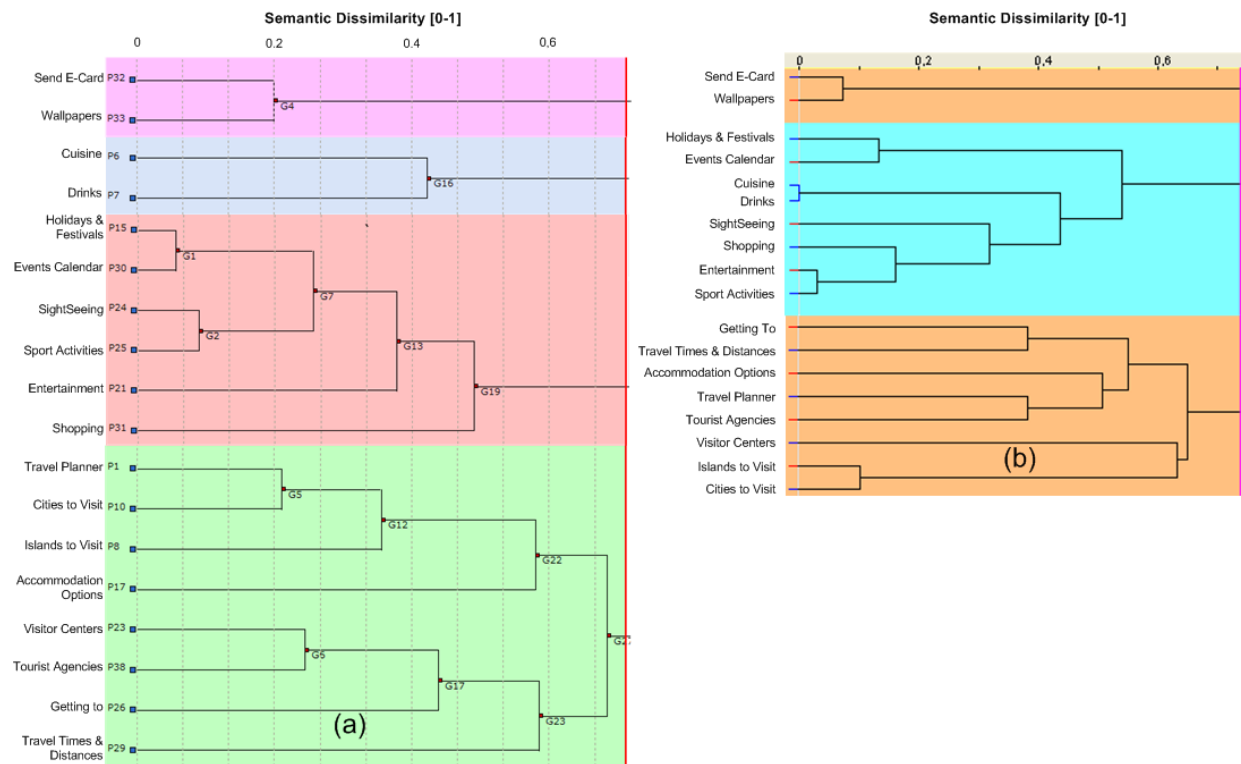 Semantic Dissimilarity [0-1]
0 0.2 0.4 0,6
Send E-Card P32
G4
Wallpapers P33
Cuisine P6
G16
Drinks P7
Holidays &
Festivals P15
G1
Events Calendar P30
G7
SightSeeing P24
G2
Sport Activities P25
G13
Entertainment P21
G19
Shopping P31
Travel Planner P1
G5
Cities to Visit P10
G12
Islands to Visit P8
G22
Accommodation
Options P17
Visitor Centers P23
G5
Tourist Agencies P38
G17
Getting to P26
G23
Travel Times &
Distances P29
(a)
Semantic Dissimilarity [0-1]
0 0,2 0,4 0,6
Send E-Card
Wallpapers
Holidays & Festivals
Events Calendar
Cuisine
Drinks
SightSeeing
Shopping
Entertainment
Sport Activities
Getting To
Travel Times & Distances
Accommodation Options
Travel Planner
Tourist Agencies
Visitor Centers
Islands to Visit
Cities to Visit
(b)